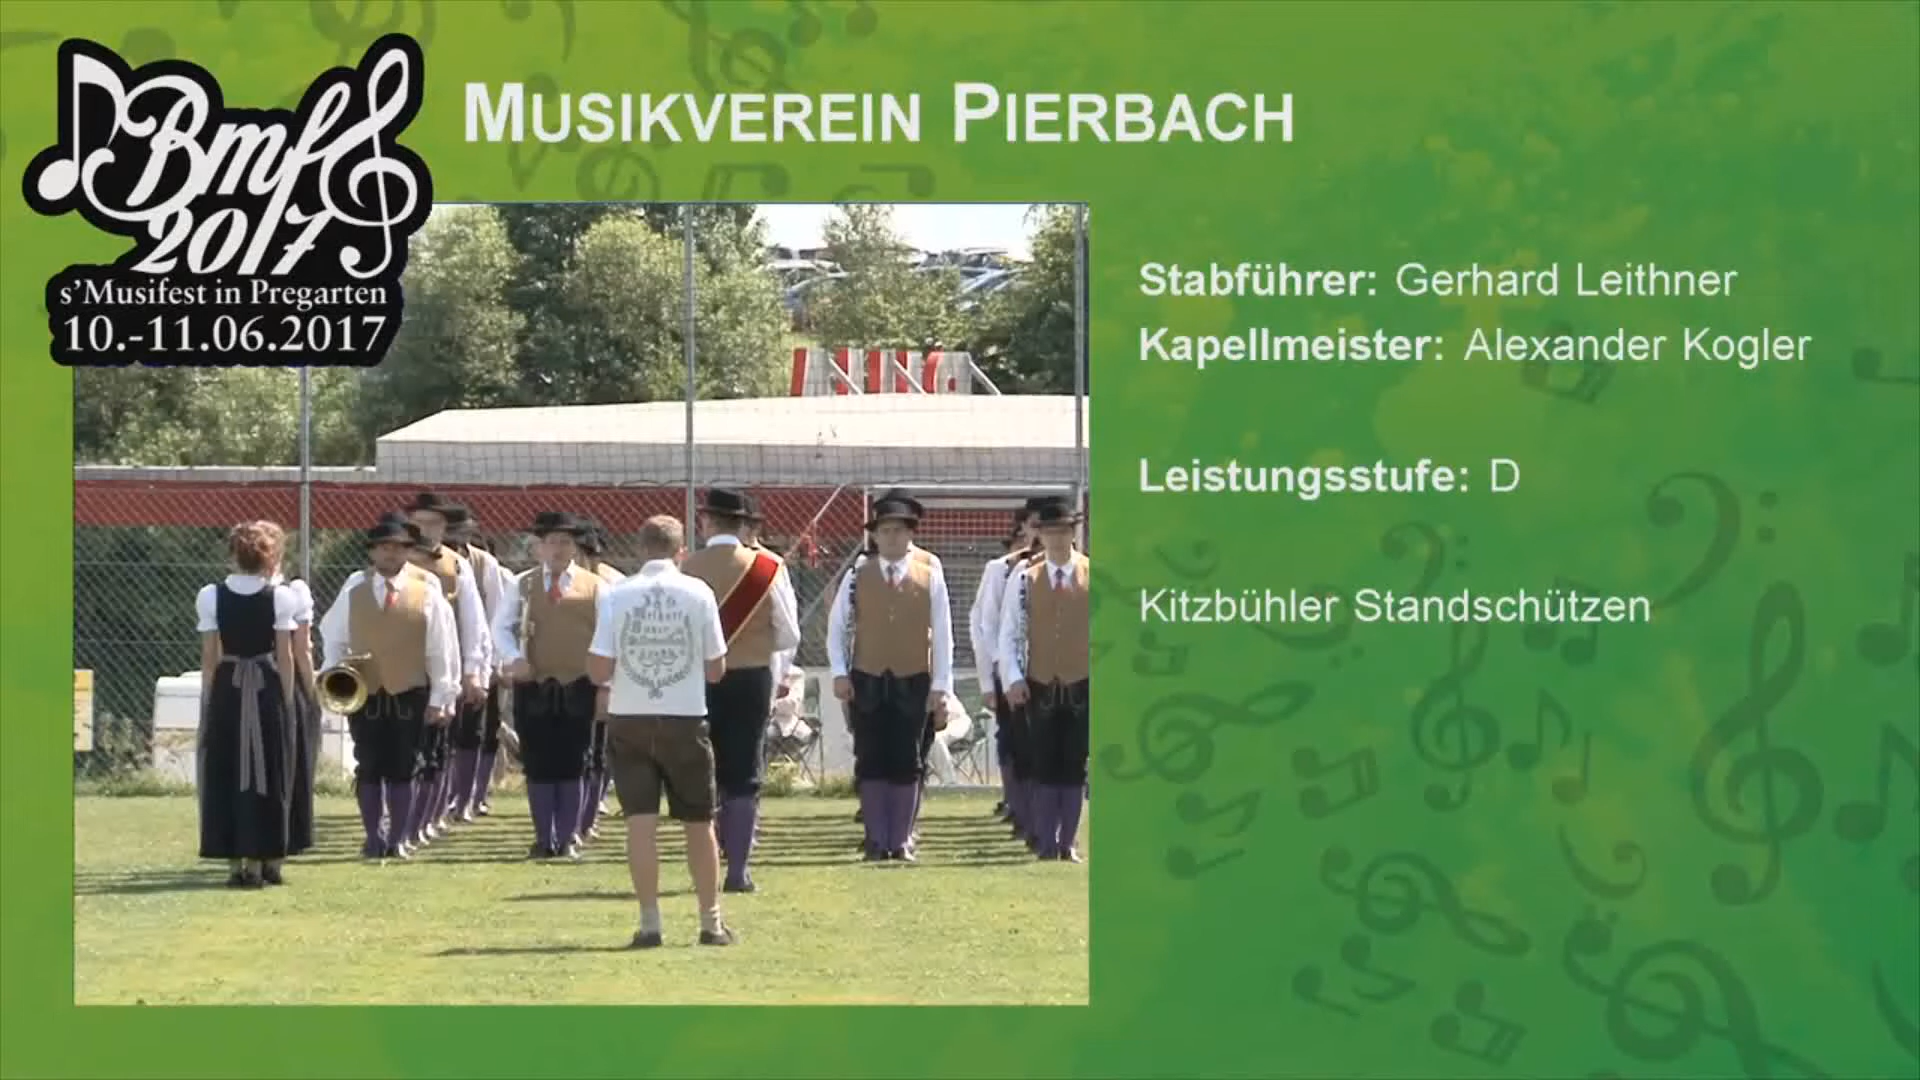 Bmf
2017
s'Musifest in Pregarten
10.-11.06.2017
MUSIKVEREIN PIERBACH
Stabführer: Gerhard Leithner
Kapellmeister: Alexander Kogler
Leistungsstufe: D
Kitzbühler Standschützen